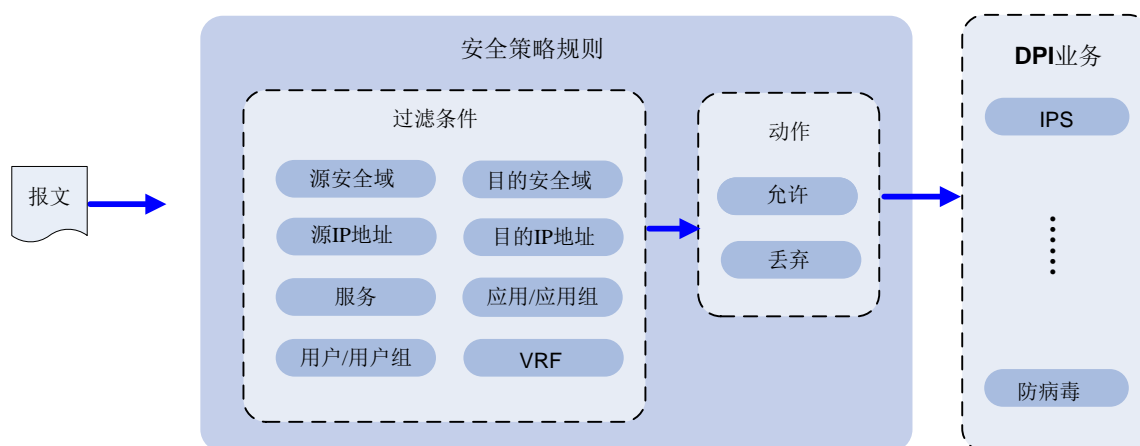 报文
安全策略规则
过滤条件
源安全域
目的安全域
源IP地址
目的IP地址
服务
应用/应用组
用户/用户组
VRF
动作
允许
丢弃
DPI业务
IPS
防病毒